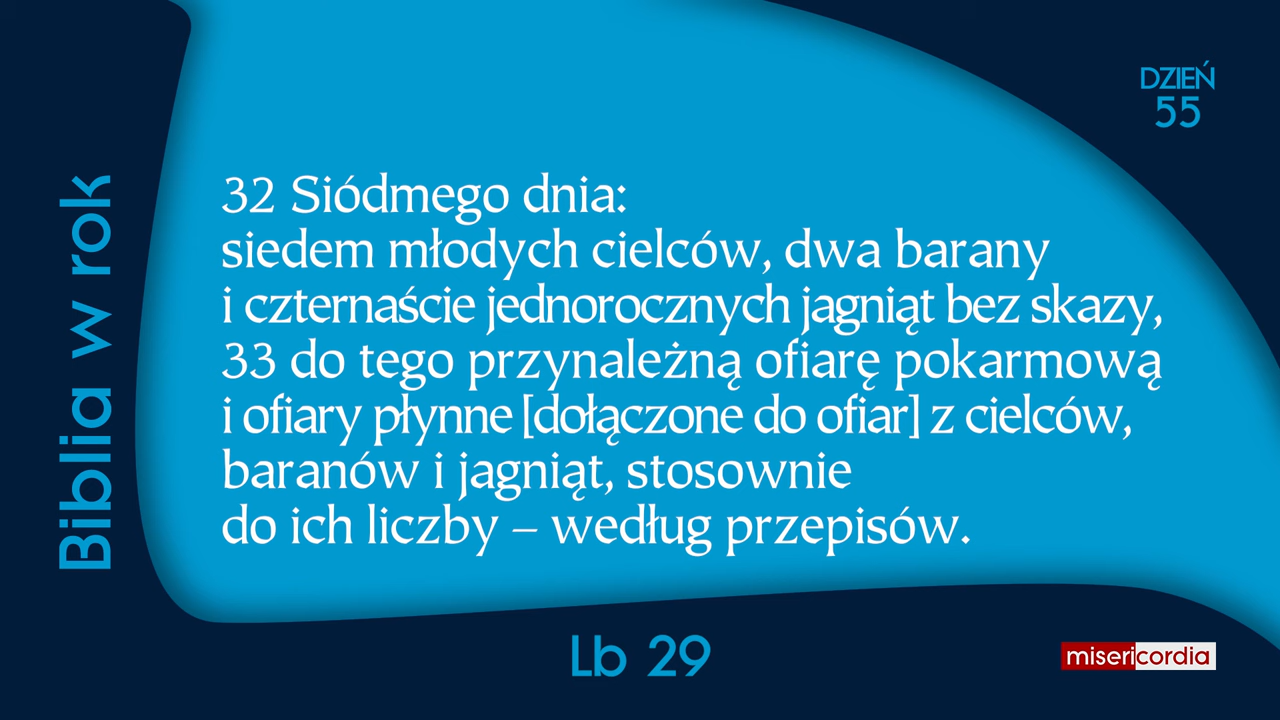 DZIEŃ
55
Biblia w rok
32 Siódmego dnia:
siedem młodych cielców, dwa barany
i czternaście jednorocznych jagniąt bez skazy,
33 do tego przynależną ofiarę pokarmową
i ofiary płynne [dołączone do ofiar] z cielców,
baranów i jagniąt, stosownie
do ich liczby – według przepisów.
Lb 29
misericordia